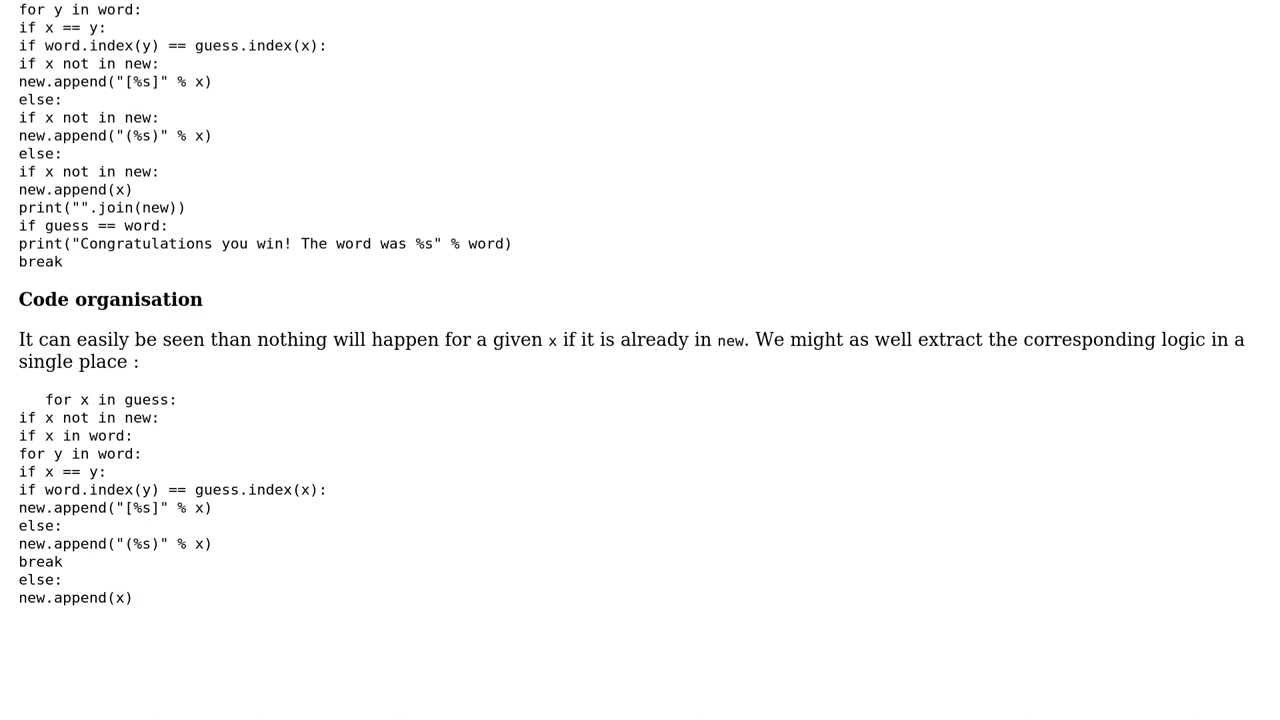 for y in word:
if x == y:
if word.index(y) == guess.index(x):
if x not in new:
new.append("[%s]" % x)
else:
if x not in new:
new.append("(%s)" % x)
else:
if x not in new:
new.append(x)
print("".join(new))
if guess == word:
print("Congratulations you win! The word was %s" % word)
break
Code organisation
It can easily be seen than nothing will happen for a given x if it is already in new. We might as well extract the corresponding logic in a
single place :
for x in guess:
if x not in new:
if x in word:
for y in word:
if x == y:
if word.index(y) == guess.index(x):
new.append("[%s]" % x)
else:
new.append("(%s)" % x)
break
else:
new.append(x)